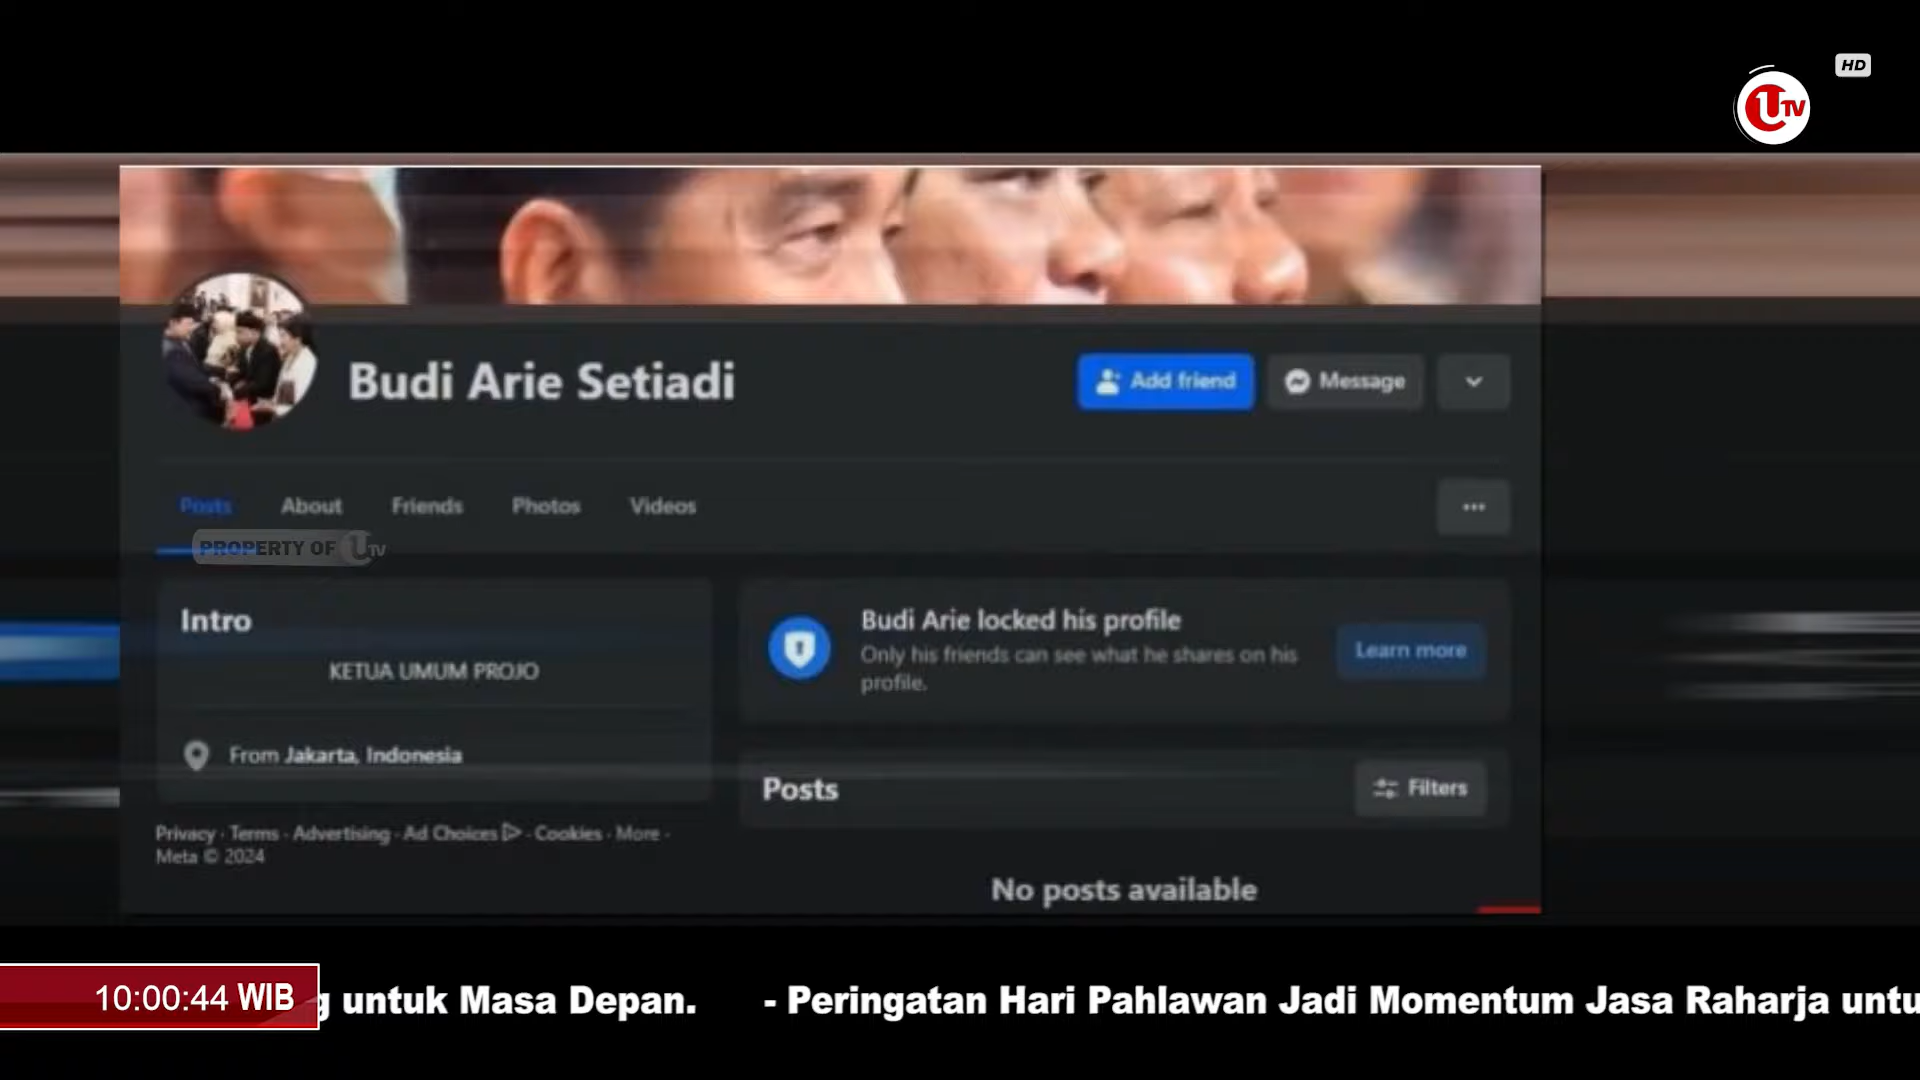 HD
UTV
Budi Arie Setiadi
Add friend
Message
Posts
About
Friends
Photos
Videos
PROPERTY OF UTV
Intro
KETUA UMUM PROJO
From Jakarta, Indonesia
Privacy · Terms · Advertising · Ad Choices · Cookies · More ·
Meta © 2024
Budi Arie locked his profile
Only his friends can see what he shares on his
profile.
Learn more
Posts
Filters
No posts available
10:00:44 WIB
g untuk Masa Depan. - Peringatan Hari Pahlawan Jadi Momentum Jasa Raharja untu